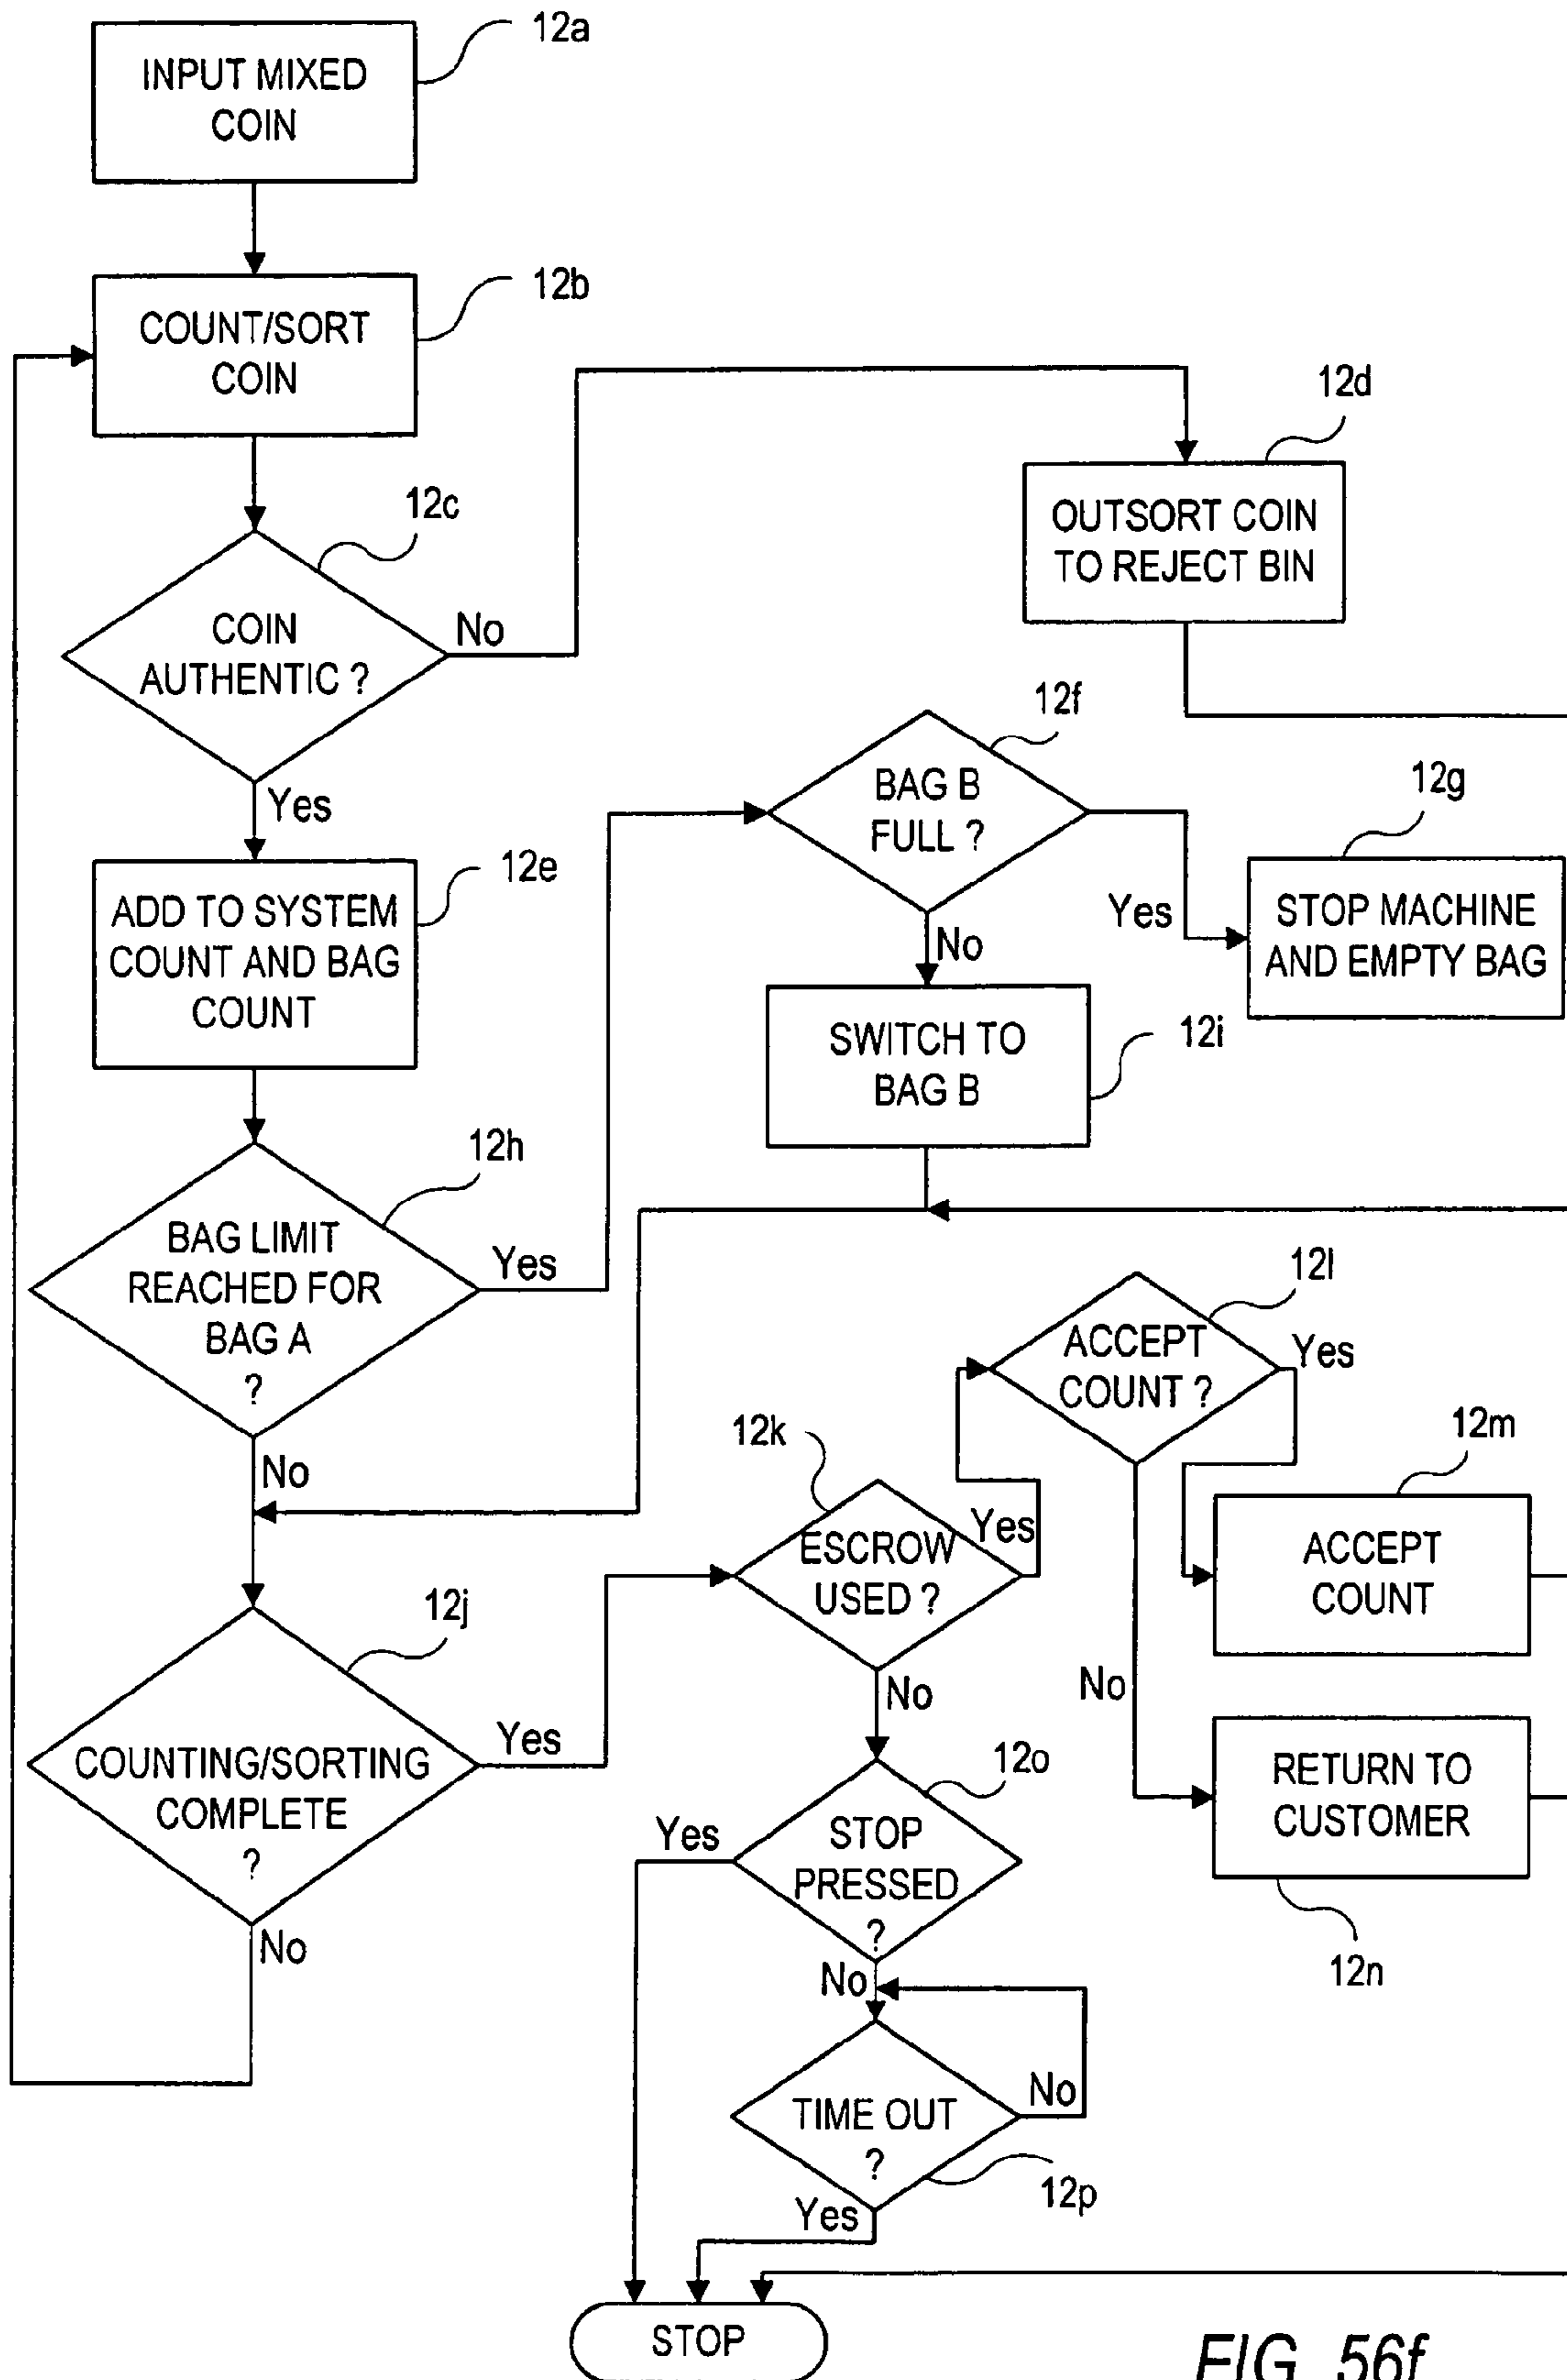 12a
INPUT MIXED
COIN
12b
COUNT/SORT
COIN
12d
OUTSORT COIN
TO REJECT BIN
12c
COIN
AUTHENTIC ?
No
Yes
12f
BAG B
FULL ?
12g
Yes
STOP MACHINE
AND EMPTY BAG
No
12e
ADD TO SYSTEM
COUNT AND BAG
COUNT
SWITCH TO
BAG B
12i
12h
BAG LIMIT
REACHED FOR
BAG A
?
Yes
No
12l
ACCEPT
COUNT ?
Yes
12k
ESCROW
USED ?
Yes
12m
ACCEPT
COUNT
12j
COUNTING/SORTING
COMPLETE
?
Yes
No
No
No
RETURN TO
CUSTOMER
12n
12o
STOP
PRESSED
?
Yes
No
TIME OUT
?
No
12p
Yes
STOP
FIG. 56f